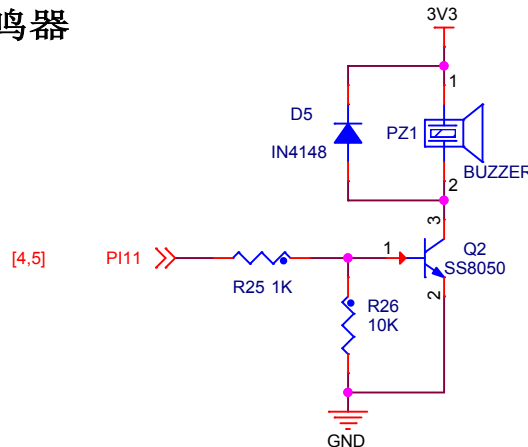 鸣器
3V3
1
D5
PZ1
IN4148
BUZZER
2
3
[4,5]
PI11
1
Q2
SS8050
R25 1K
2
R26
10K
GND